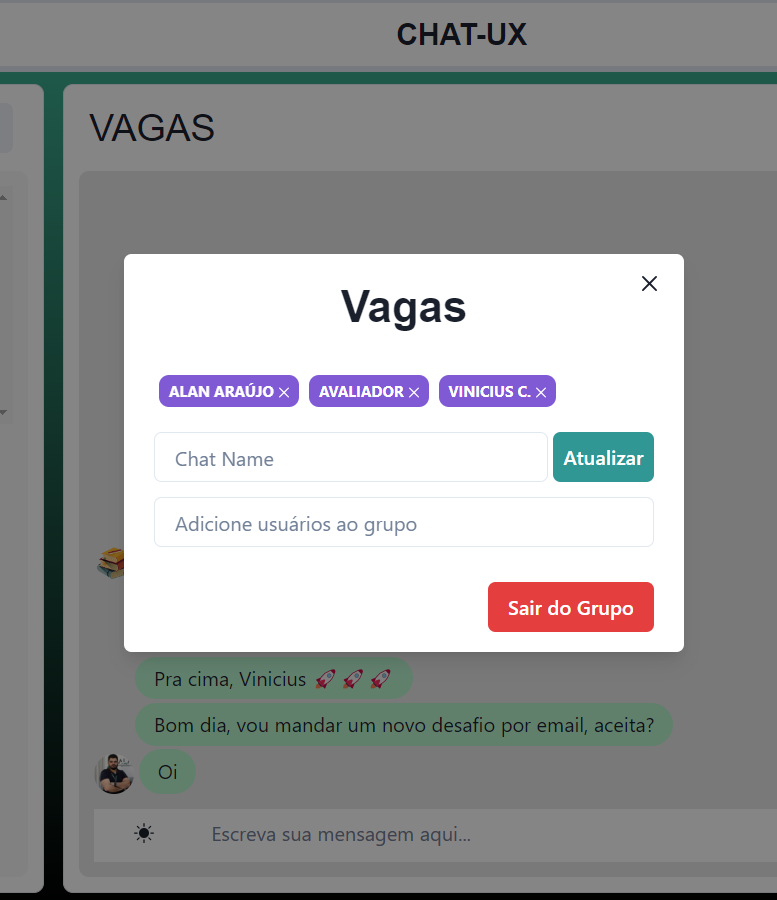 CHAT-UX
VAGAS
Vagas
ALAN ARAÚJO
AVALIADOR
VINICIUS C.
Chat Name
Atualizar
Adicione usuários ao grupo
Sair do Grupo
Pra cima, Vinicius 🚀 🚀 🚀
Bom dia, vou mandar um novo desafio por email, aceita?
Oi
Escreva sua mensagem aqui...